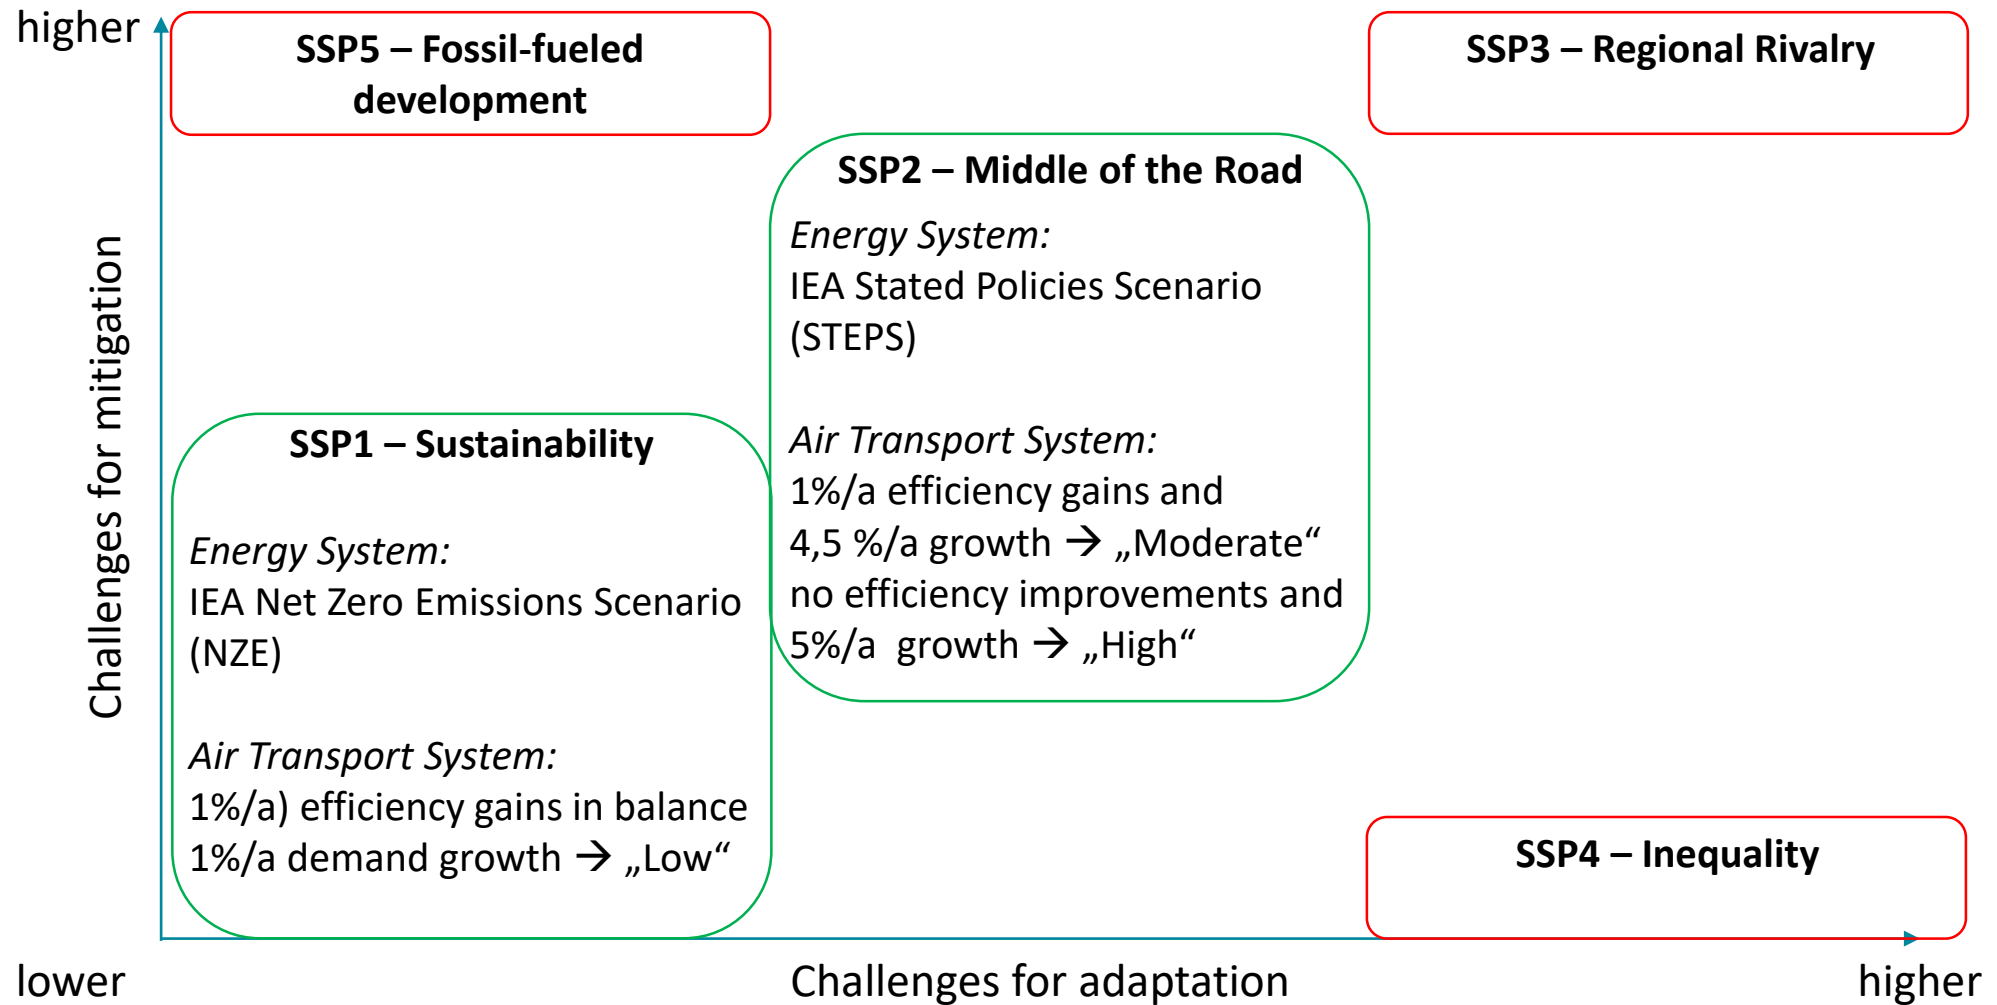 higher
SSP5 – Fossil-fueled
development
SSP3 – Regional Rivalry
SSP2 – Middle of the Road
Energy System:
IEA Stated Policies Scenario
(STEPS)
Air Transport System:
1%/a efficiency gains and
4,5 %/a growth → „Moderate“
no efficiency improvements and
5%/a  growth → „High“
Challenges for mitigation
SSP1 – Sustainability
Energy System:
IEA Net Zero Emissions Scenario
(NZE)
Air Transport System:
1%/a) efficiency gains in balance
1%/a demand growth → „Low“
SSP4 – Inequality
lower
Challenges for adaptation
higher